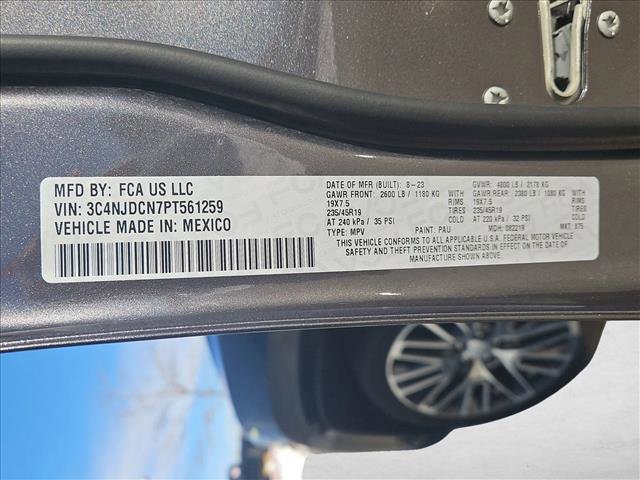 MFD BY: FCA US LLC
VIN: 3C4NJDCN7PT561259
VEHICLE MADE IN: MEXICO
DATE OF MFR (BUILT): 8-23 GVWR: 4800 LB / 2178 KG
GAWR FRONT: 2600 LB / 1180 KG WITH GAWR REAR: 2380 LB / 1080 KG WITH
19X7.5 RIMS 19X7.5 RIMS
235/45R19 TIRES 235/45R19 TIRES
AT 240 kPa / 35 PSI COLD AT 220 kPa / 32 PSI COLD
TYPE: MPV PAINT: PAU MDH: 082219 MKT: X75
THIS VEHICLE CONFORMS TO ALL APPLICABLE U.S.A. FEDERAL MOTOR VEHICLE
SAFETY AND THEFT PREVENTION STANDARDS IN EFFECT ON THE DATE OF
MANUFACTURE SHOWN ABOVE.